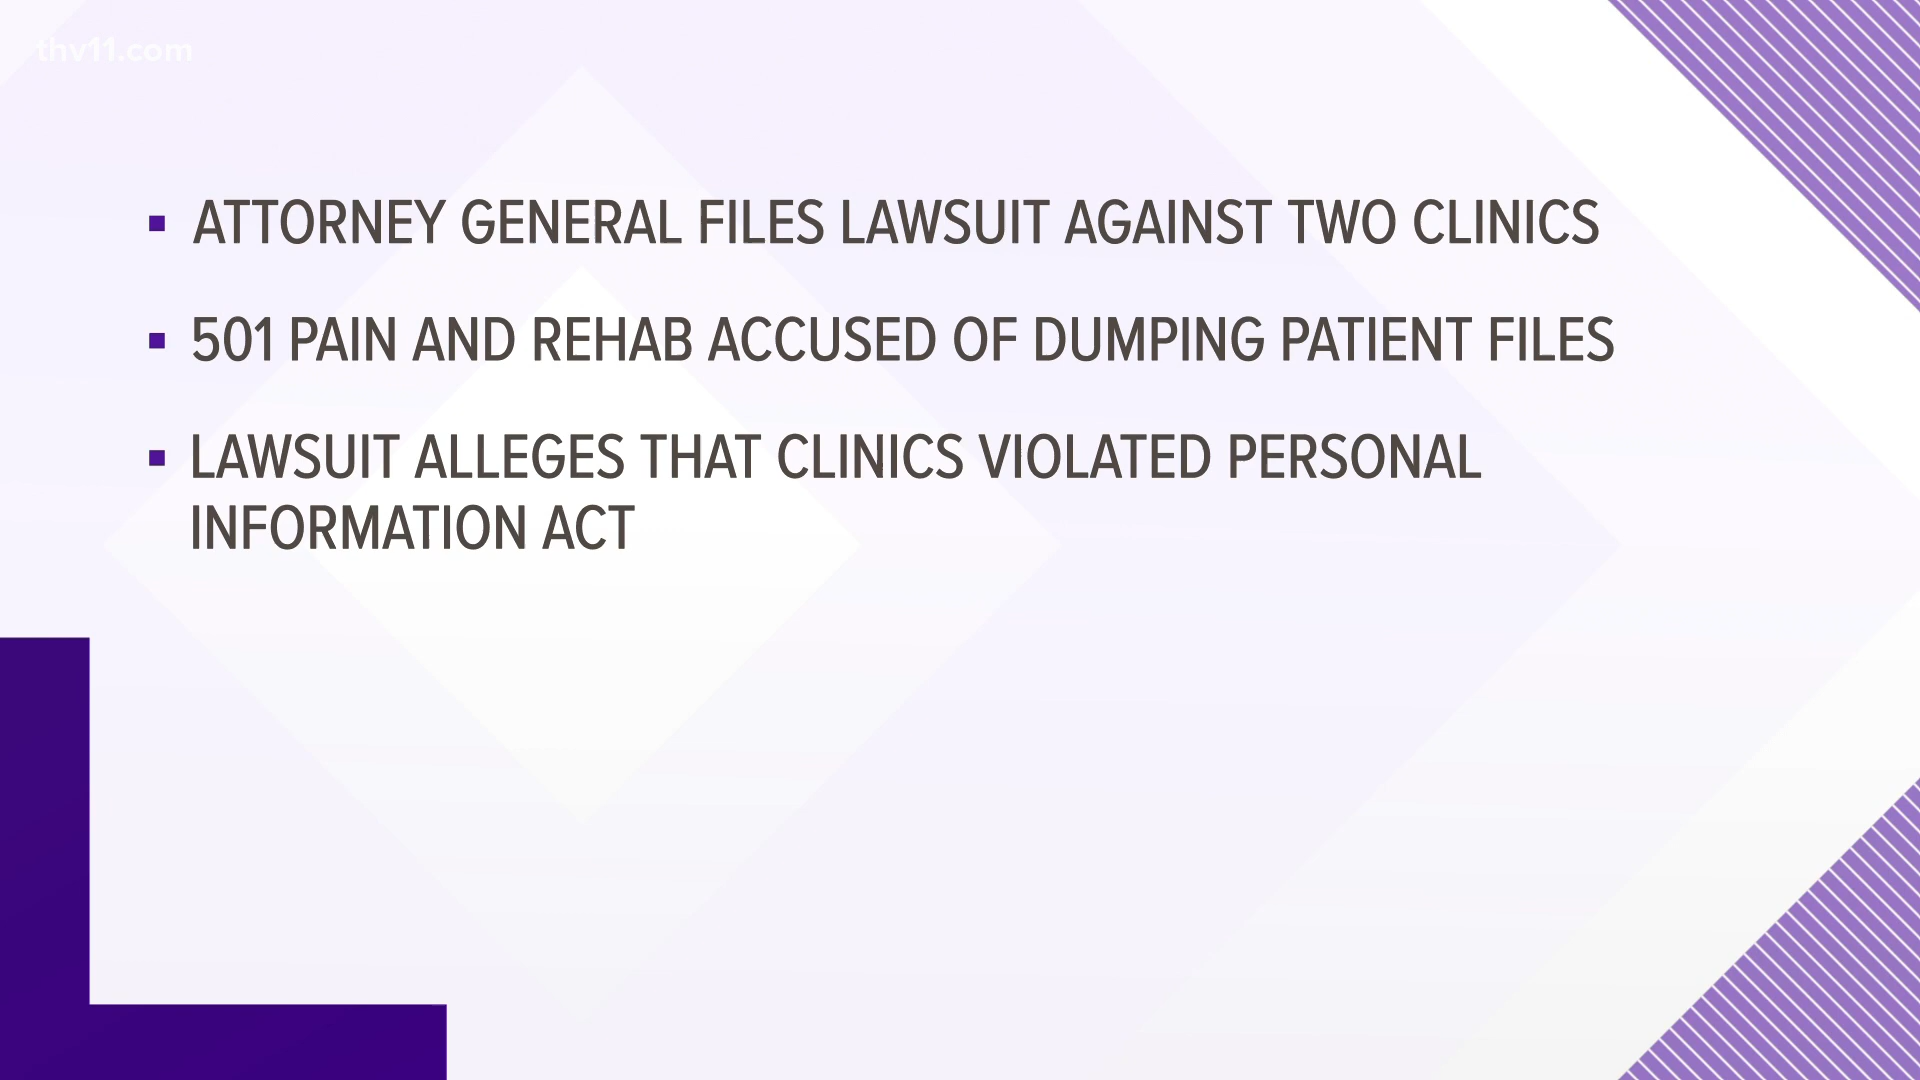 thv11.com
▪ ATTORNEY GENERAL FILES LAWSUIT AGAINST TWO CLINICS
▪ 501 PAIN AND REHAB ACCUSED OF DUMPING PATIENT FILES
▪ LAWSUIT ALLEGES THAT CLINICS VIOLATED PERSONAL
INFORMATION ACT